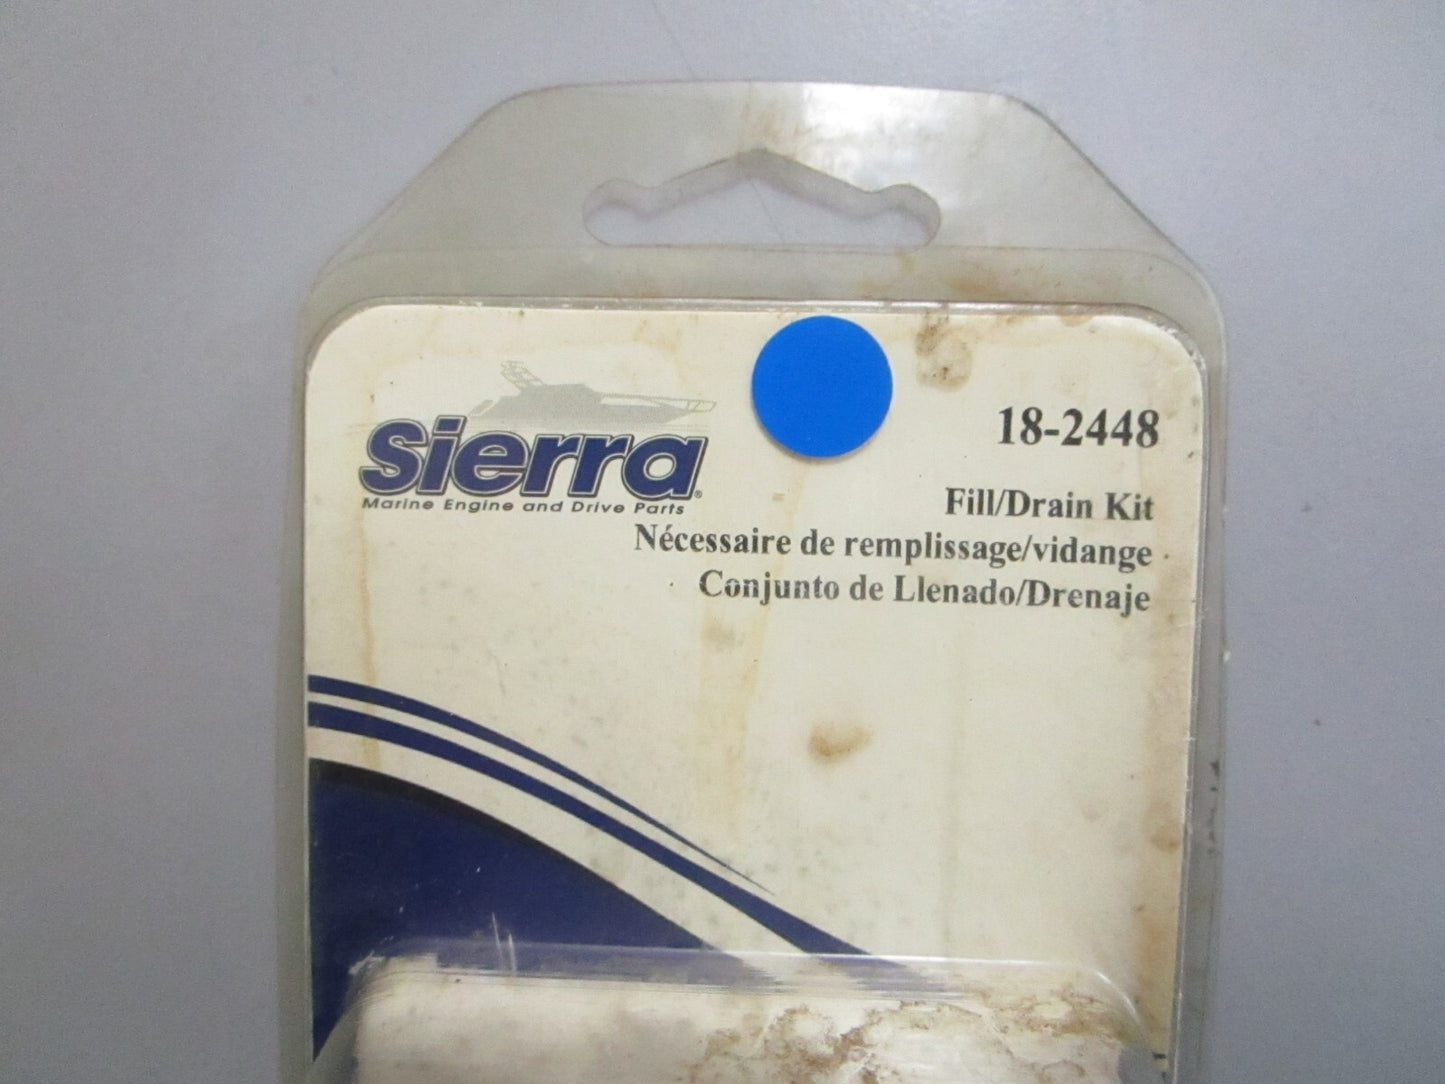 sierra®
Marine Engine and Drive Parts
18-2448
Fill/Drain Kit
Nécessaire de remplissage/vidange
Conjunto de Llenado/Drenaje